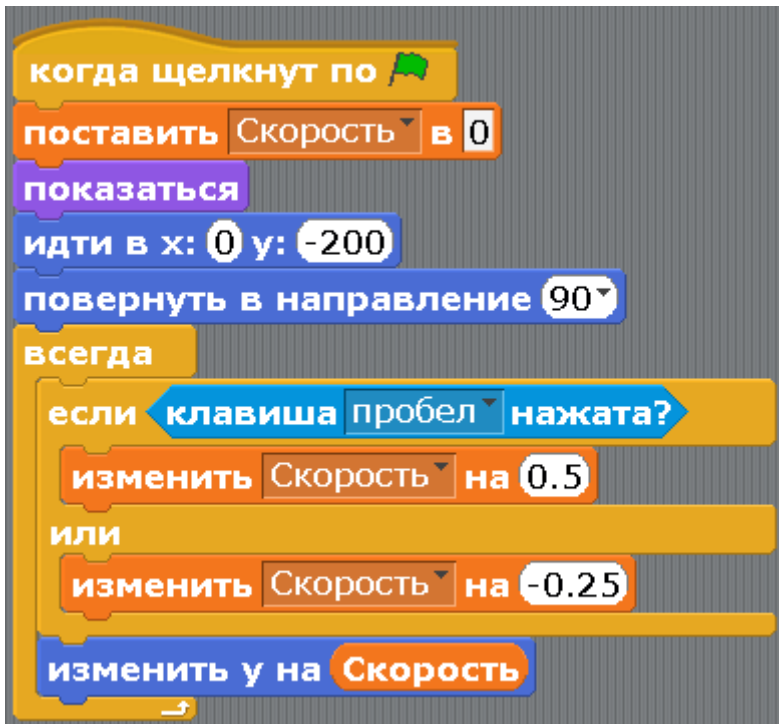 когда щелкнут по
поставить Скорость в 0
показаться
идти в x: 0 y: -200
повернуть в направление 90
всегда
если клавиша пробел нажата?
изменить Скорость на 0.5
или
изменить Скорость на -0.25
изменить y на Скорость